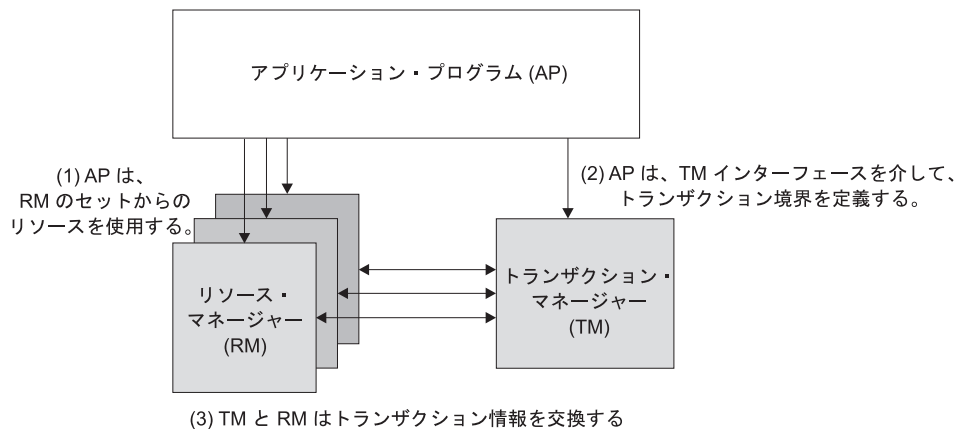 アプリケーション・プログラム (AP)
(1) AP は、
RM のセットからの
リソースを使用する。
(2) AP は、TM インターフェースを介して、
トランザクション境界を定義する。
リソース・
マネージャー
(RM)
トランザクション・
マネージャー
(TM)
(3) TM と RM はトランザクション情報を交換する